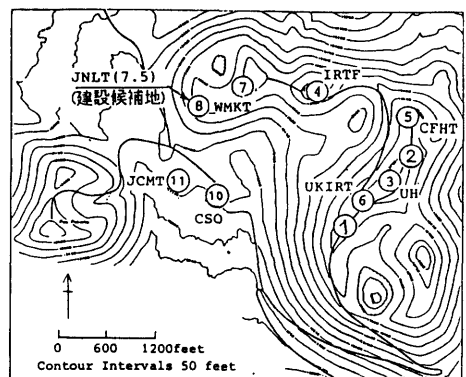 JNLT(7.5)
(建設候補地)
IRTF
⑦
④
⑧
WMKT
⑤
CFHT
②
JCMT
⑪
UKIRT
③
UH
⑩
⑥
CSO
①
0 600 1200feet
Contour Intervals 50 feet